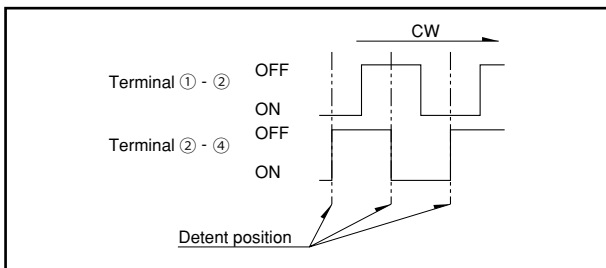 CW
OFF
Terminal ① - ②
ON
OFF
Terminal ② - ④
ON
Detent position